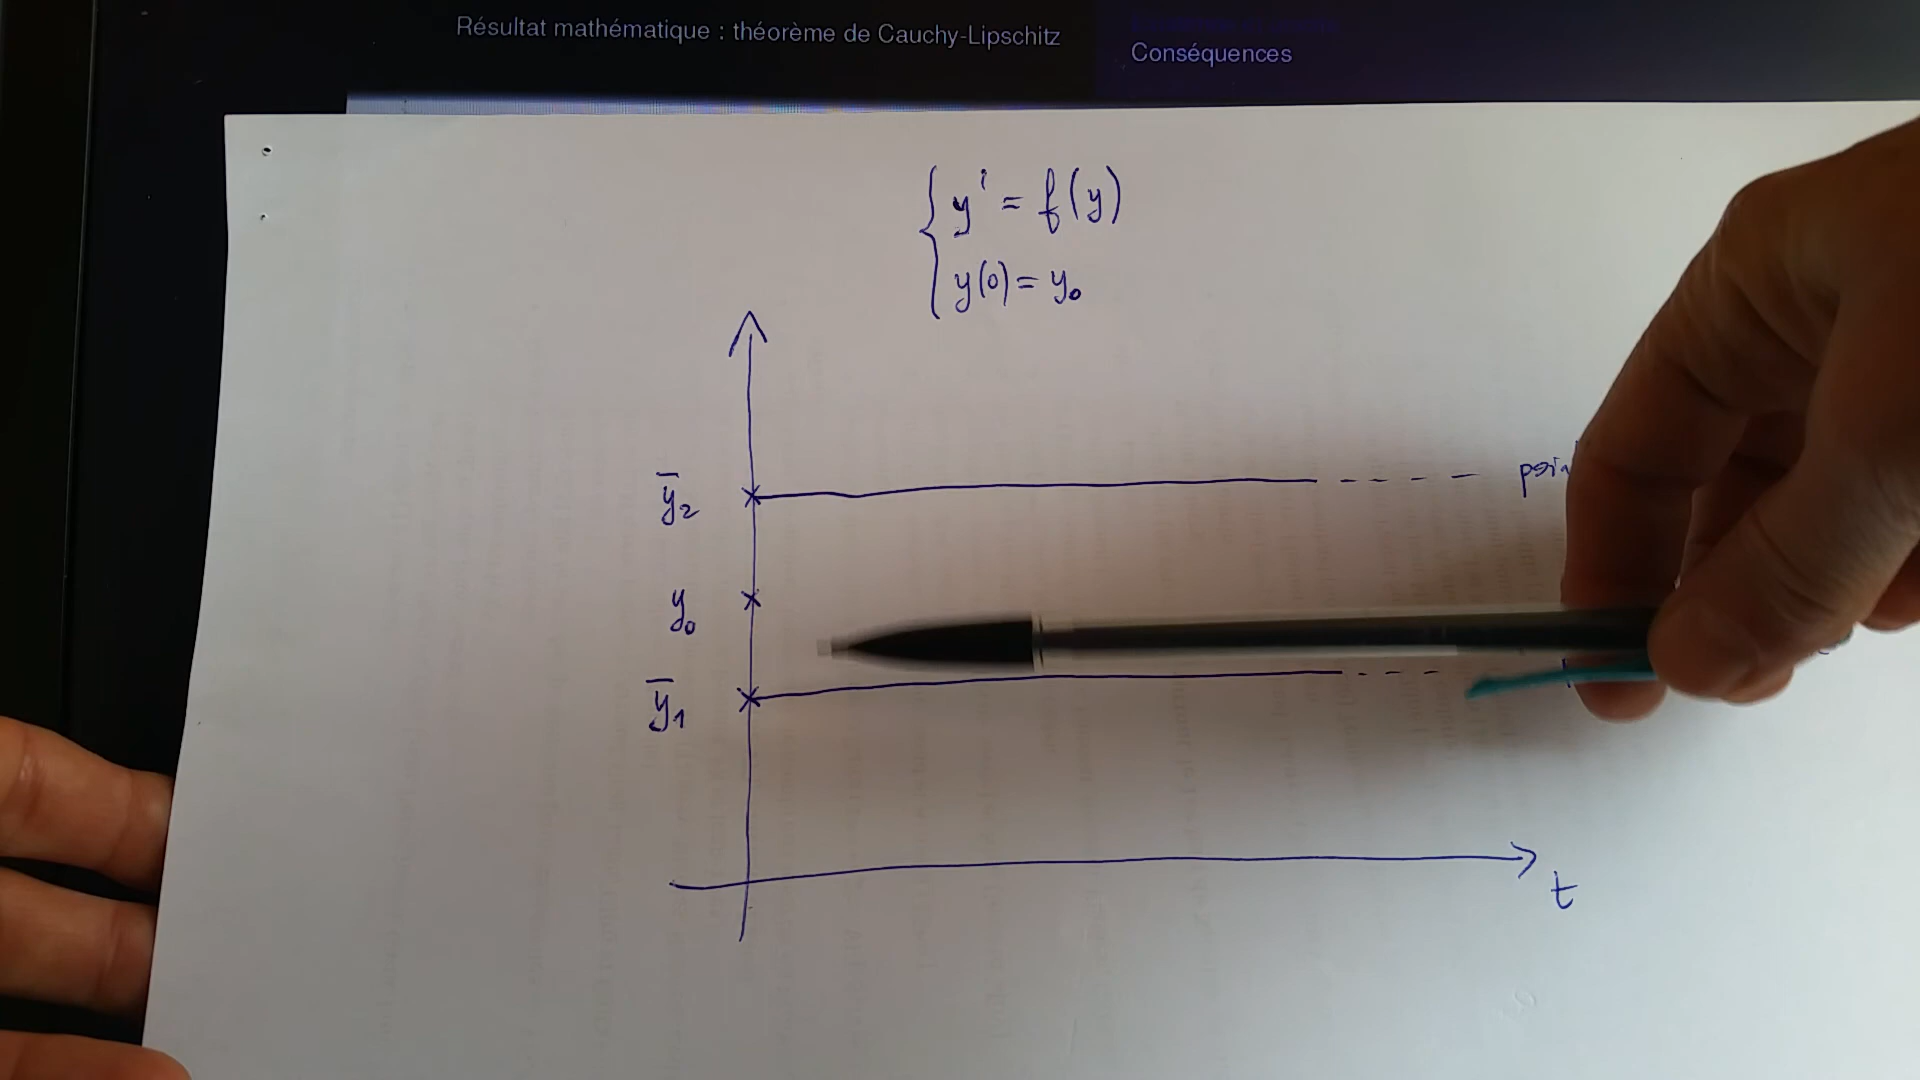 Résultat mathématique : théorème de Cauchy-Lipschitz
Conséquences
y' = f(y)
y(0) = y₀
ȳ₂
y₀
ȳ₁
t